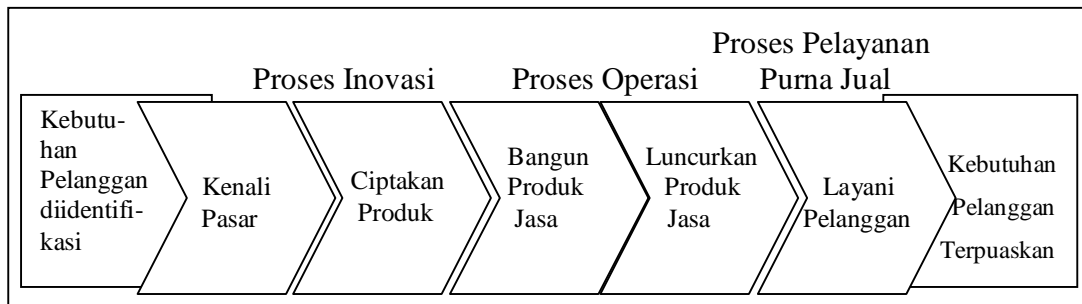 Proses Inovasi
Proses Operasi
Proses Pelayanan
Purna Jual
Kebutu-
han
Pelanggan
diidentifi-
kasi
Kenali
Pasar
Ciptakan
Produk
Bangun
Produk
Jasa
Luncurkan
Produk
Jasa
Layani
Pelanggan
Kebutuhan
Pelanggan
Terpuaskan